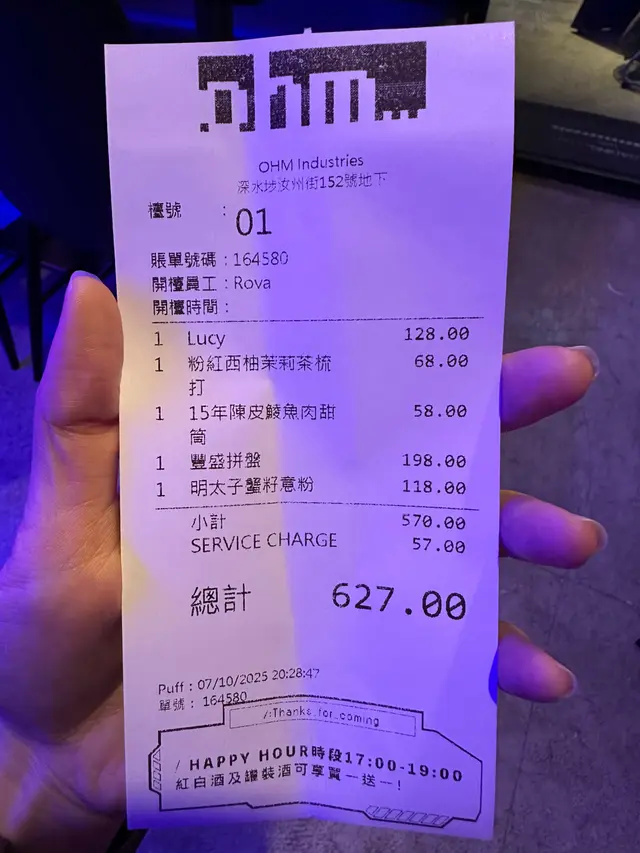 OHM Industries
深水埗汝州街152號地下
檯號 : 01
賬單號碼 : 164580
開檯員工 : Rova
開檯時間 :
1 Lucy 128.00
1 粉紅西柚茉莉茶梳 68.00
打
1 15年陳皮鯪魚肉甜 58.00
筒
1 豐盛拼盤 198.00
1 明太子蟹籽意粉 118.00
小計 570.00
SERVICE CHARGE 57.00
總計 627.00
Puff : 07/10/2025 20:28:47
單號 : 164580
/:Thanks_for_coming
/ HAPPY HOUR時段17:00-19:00
紅白酒及罐裝酒可享買一送一!